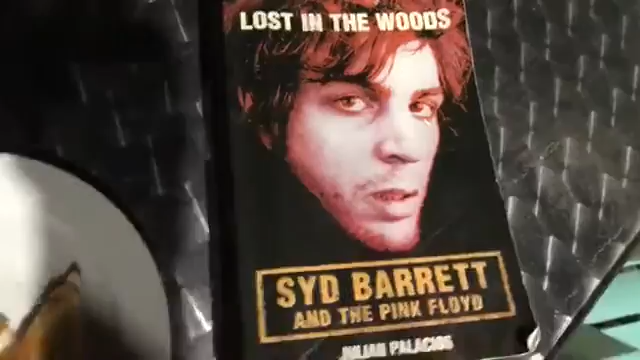 LOST IN THE WOODS
SYD BARRETT
AND THE PINK FLOYD
JULIAN PALACIOS